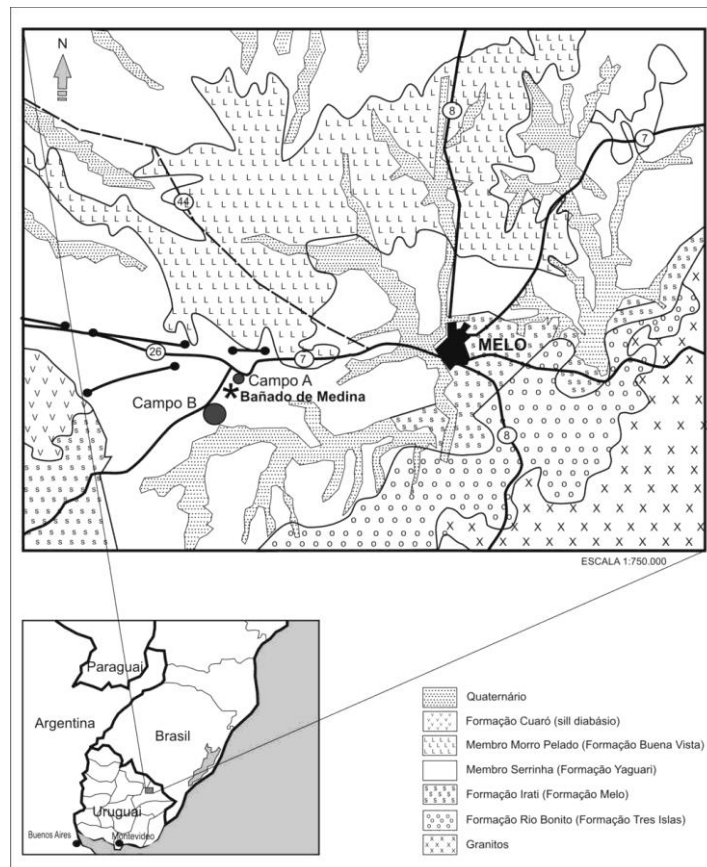 N
8
7
44
26
7
MELO
Campo A
Bañado de Medina
Campo B
8
ESCALA 1:750.000
Paraguai
Argentina
Brasil
Uruguai
Buenos Aires
Montevideo
Quaternário
Formação Cuaró (sill diabásio)
Membro Morro Pelado (Formação Buena Vista)
Membro Serrinha (Formação Yaguari)
Formação Irati (Formação Melo)
Formação Rio Bonito (Formação Tres Islas)
Granitos